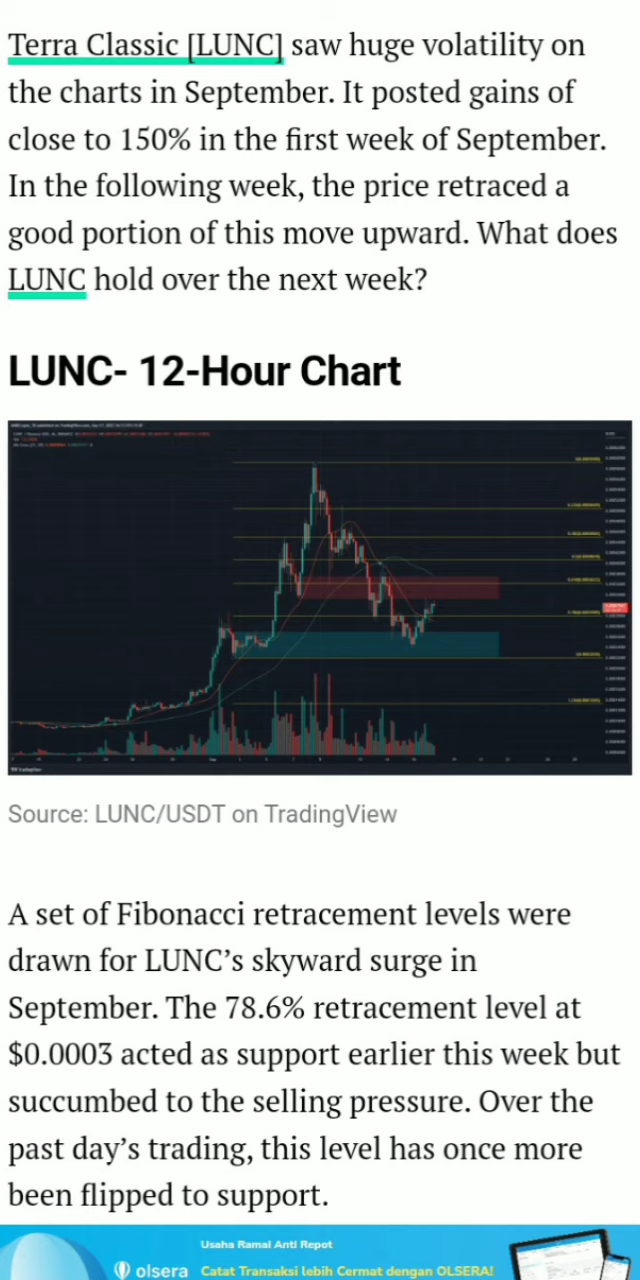 Terra Classic [LUNC] saw huge volatility on
the charts in September. It posted gains of
close to 150% in the first week of September.
In the following week, the price retraced a
good portion of this move upward. What does
LUNC hold over the next week?
LUNC- 12-Hour Chart
TradingView
Source: LUNC/USDT on TradingView
A set of Fibonacci retracement levels were
drawn for LUNC’s skyward surge in
September. The 78.6% retracement level at
$0.0003 acted as support earlier this week but
succumbed to the selling pressure. Over the
past day’s trading, this level has once more
been flipped to support.
Usaha Ramai Anti Repot
olsera Catat Transaksi lebih Cermat dengan OLSERA!